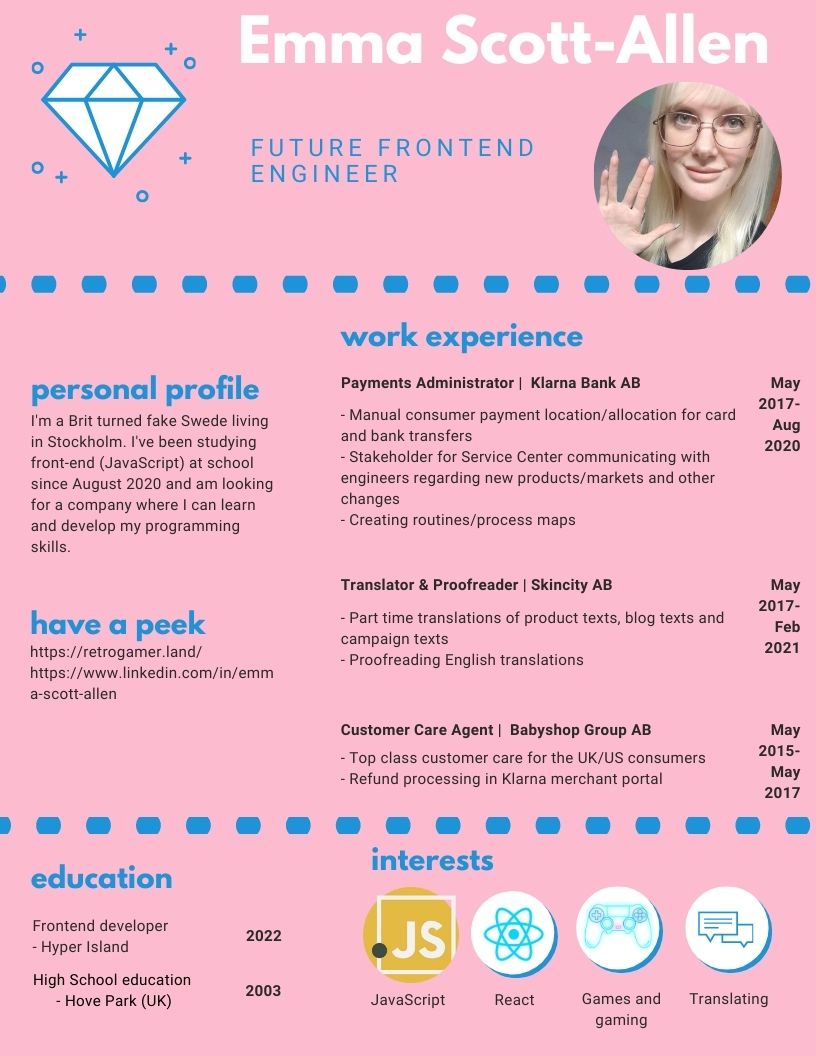 Emma Scott-Allen
FUTURE FRONTEND
ENGINEER
personal profile
I'm a Brit turned fake Swede living
in Stockholm. I've been studying
front-end (JavaScript) at school
since August 2020 and am looking
for a company where I can learn
and develop my programming
skills.
have a peek
https://retrogamer.land/
https://www.linkedin.com/in/emm
a-scott-allen
work experience
Payments Administrator | Klarna Bank AB
May
2017-
Aug
2020
- Manual consumer payment location/allocation for card
and bank transfers
- Stakeholder for Service Center communicating with
engineers regarding new products/markets and other
changes
- Creating routines/process maps
Translator & Proofreader | Skincity AB
May
2017-
Feb
2021
- Part time translations of product texts, blog texts and
campaign texts
- Proofreading English translations
Customer Care Agent | Babyshop Group AB
May
2015-
May
2017
- Top class customer care for the UK/US consumers
- Refund processing in Klarna merchant portal
education
Frontend developer
- Hyper Island
2022
High School education
- Hove Park (UK)
2003
interests
JS
JavaScript
React
Games and
gaming
Translating